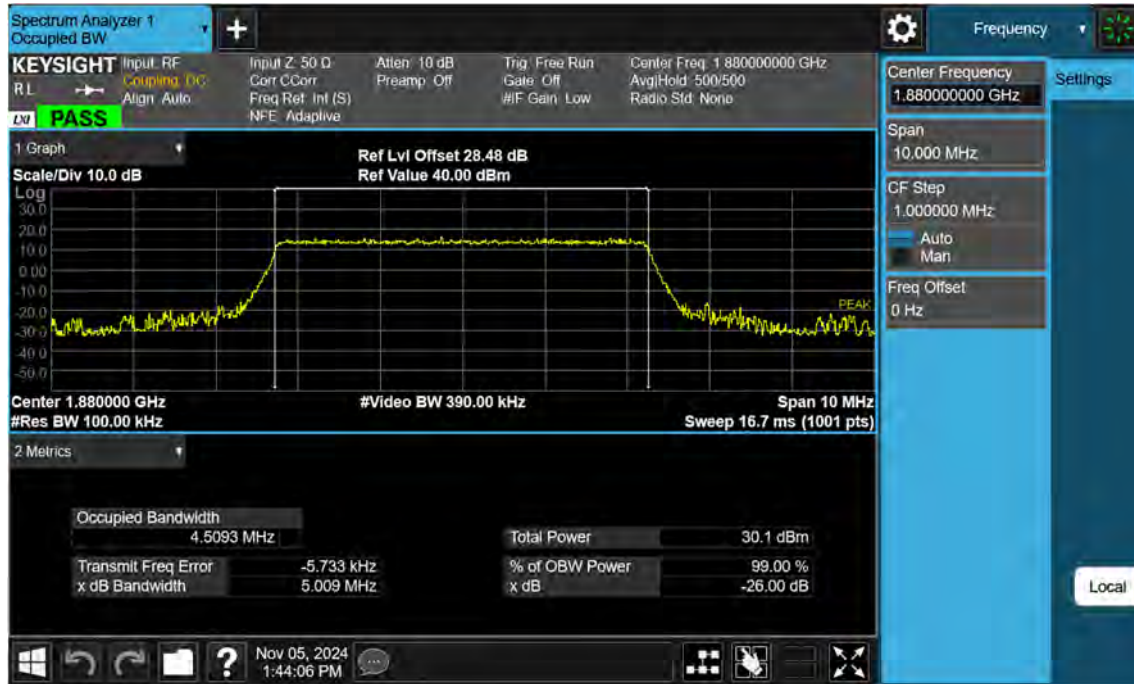 Spectrum Analyzer 1
Occupied BW
+
Frequency
KEYSIGHT Input: RF
R L
Coupling: DC
Align: Auto
LXI PASS
Input Z: 50 Ω
Corr CCorr
Freq Ref: Int (S)
NFE: Adaptive
Atten: 10 dB
Preamp: Off
Trig: Free Run
Gate: Off
#IF Gain: Low
Center Freq: 1.880000000 GHz
Avg|Hold: 500/500
Radio Std: None
Center Frequency
1.880000000 GHz
Settings
Span
10.000 MHz
CF Step
1.000000 MHz
Auto
Man
Freq Offset
0 Hz
Local
1 Graph
Scale/Div 10.0 dB
Ref Lvl Offset 28.48 dB
Ref Value 40.00 dBm
Log
30.0
20.0
10.0
0.00
-10.0
-20.0
-30.0
-40.0
-50.0
PEAK
Center 1.880000 GHz
#Video BW 390.00 kHz
Span 10 MHz
#Res BW 100.00 kHz
Sweep 16.7 ms (1001 pts)
2 Metrics
Occupied Bandwidth
4.5093 MHz
Transmit Freq Error -5.733 kHz
x dB Bandwidth 5.009 MHz
Total Power 30.1 dBm
% of OBW Power 99.00 %
x dB -26.00 dB
?
Nov 05, 2024
1:44:06 PM